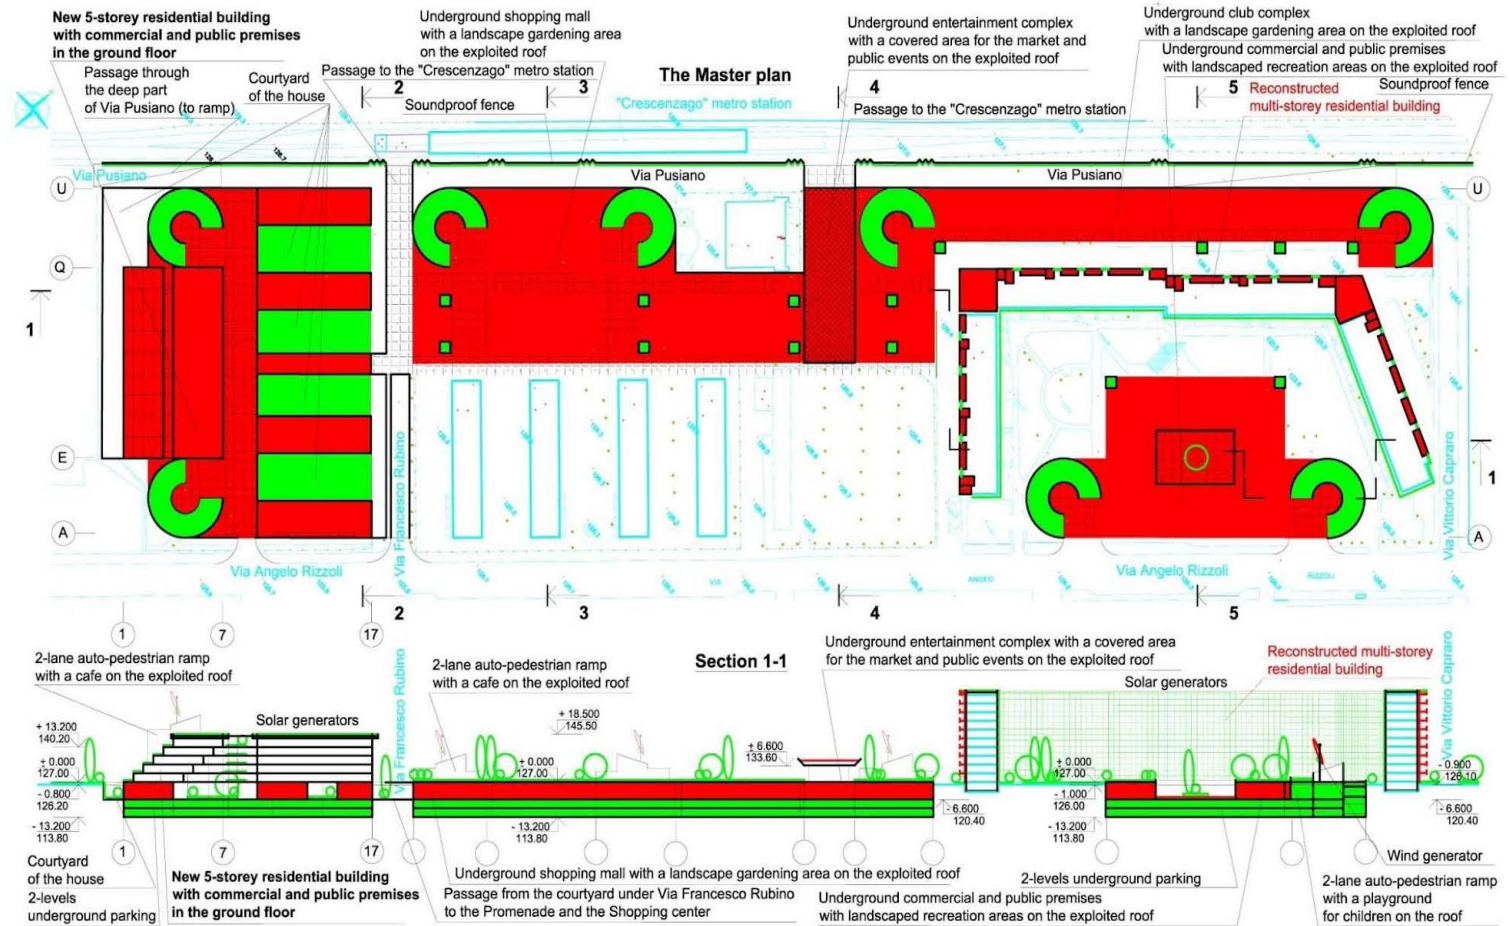 New 5-storey residential building
with commercial and public premises
in the ground floor
Passage through
the deep part
of Via Pusiano (to ramp)
Courtyard
of the house
Underground shopping mall
with a landscape gardening area
on the exploited roof
Passage to the "Crescenzago" metro station
2
3
Soundproof fence
The Master plan
"Crescenzago" metro station
Underground entertainment complex
with a covered area for the market and
public events on the exploited roof
4
Passage to the "Crescenzago" metro station
Underground club complex
with a landscape gardening area on the exploited roof
Underground commercial and public premises
with landscaped recreation areas on the exploited roof
5
Reconstructed
multi-storey residential building
Soundproof fence
Via Pusiano
Via Pusiano
Via Pusiano
U
U
Q
1
E
1
A
A
Via Francesco Rubino
Via Vittorio Capraro
Via Angelo Rizzoli
Via Angelo Rizzoli
VIA
ANGELO
RIZZOLI
2
3
4
5
1
7
17
2-lane auto-pedestrian ramp
with a cafe on the exploited roof
Solar generators
+ 13.200
140.20
± 0.000
127.00
- 0.800
126.20
- 13.200
113.80
Via Francesco Rubino
2-lane auto-pedestrian ramp
with a cafe on the exploited roof
Section 1-1
+ 18.500
145.50
± 0.000
127.00
± 6.600
133.60
- 13.200
113.80
- 6.600
120.40
Underground entertainment complex with a covered area
for the market and public events on the exploited roof
Reconstructed multi-storey
residential building
Solar generators
Via Vittorio Capraro
± 0.000
127.00
- 1.000
126.00
- 13.200
113.80
- 0.900
126.10
- 6.600
120.40
1
7
17
Courtyard
of the house
2-levels
underground parking
New 5-storey residential building
with commercial and public premises
in the ground floor
Underground shopping mall with a landscape gardening area on the exploited roof
Passage from the courtyard under Via Francesco Rubino
to the Promenade and the Shopping center
2-levels underground parking
Underground commercial and public premises
with landscaped recreation areas on the exploited roof
Wind generator
2-lane auto-pedestrian ramp
with a playground
for children on the roof